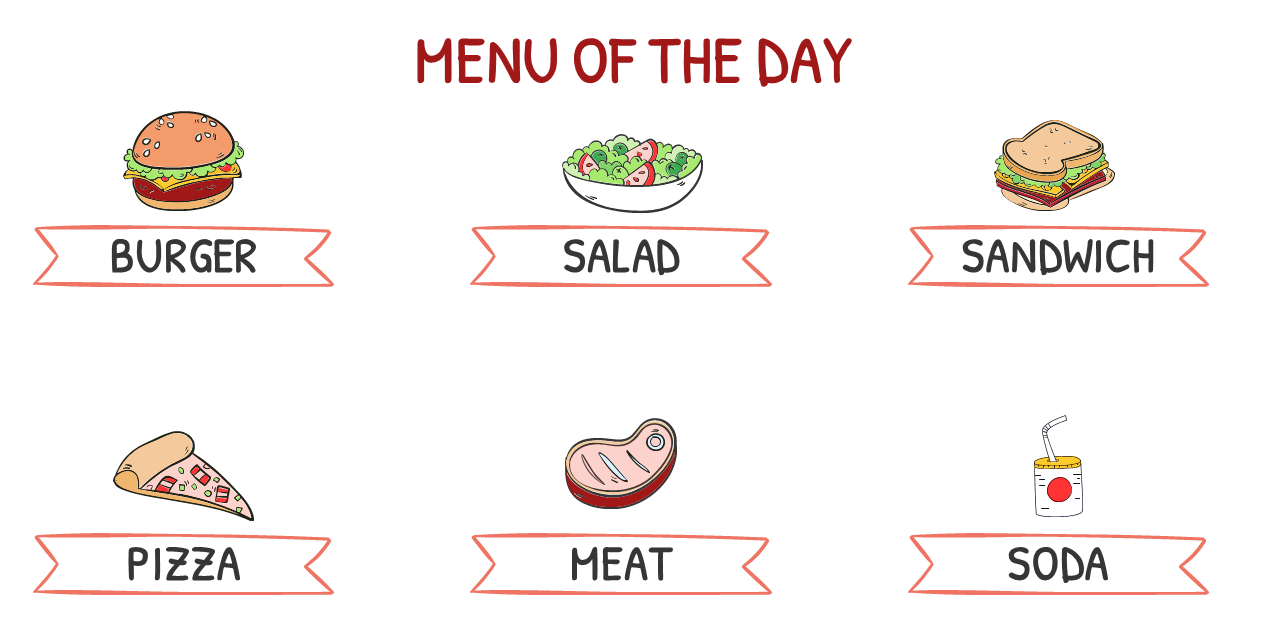 MENU OF THE DAY
BURGER
SALAD
SANDWICH
PIZZA
MEAT
SODA